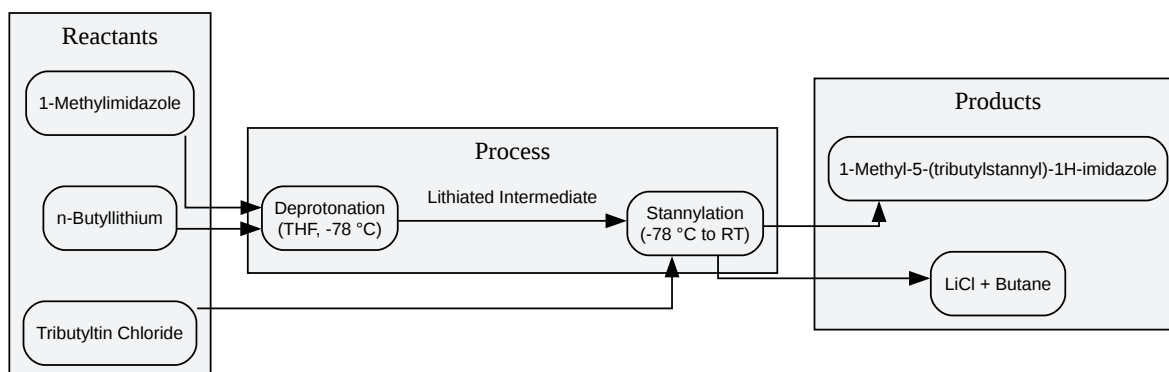 Reactants
1-Methylimidazole
n-Butyllithium
Tributyltin Chloride
Process
Deprotonation
(THF, -78 °C)
Lithiated Intermediate
Stannylation
(-78 °C to RT)
Products
1-Methyl-5-(tributylstannyl)-1H-imidazole
LiCl + Butane